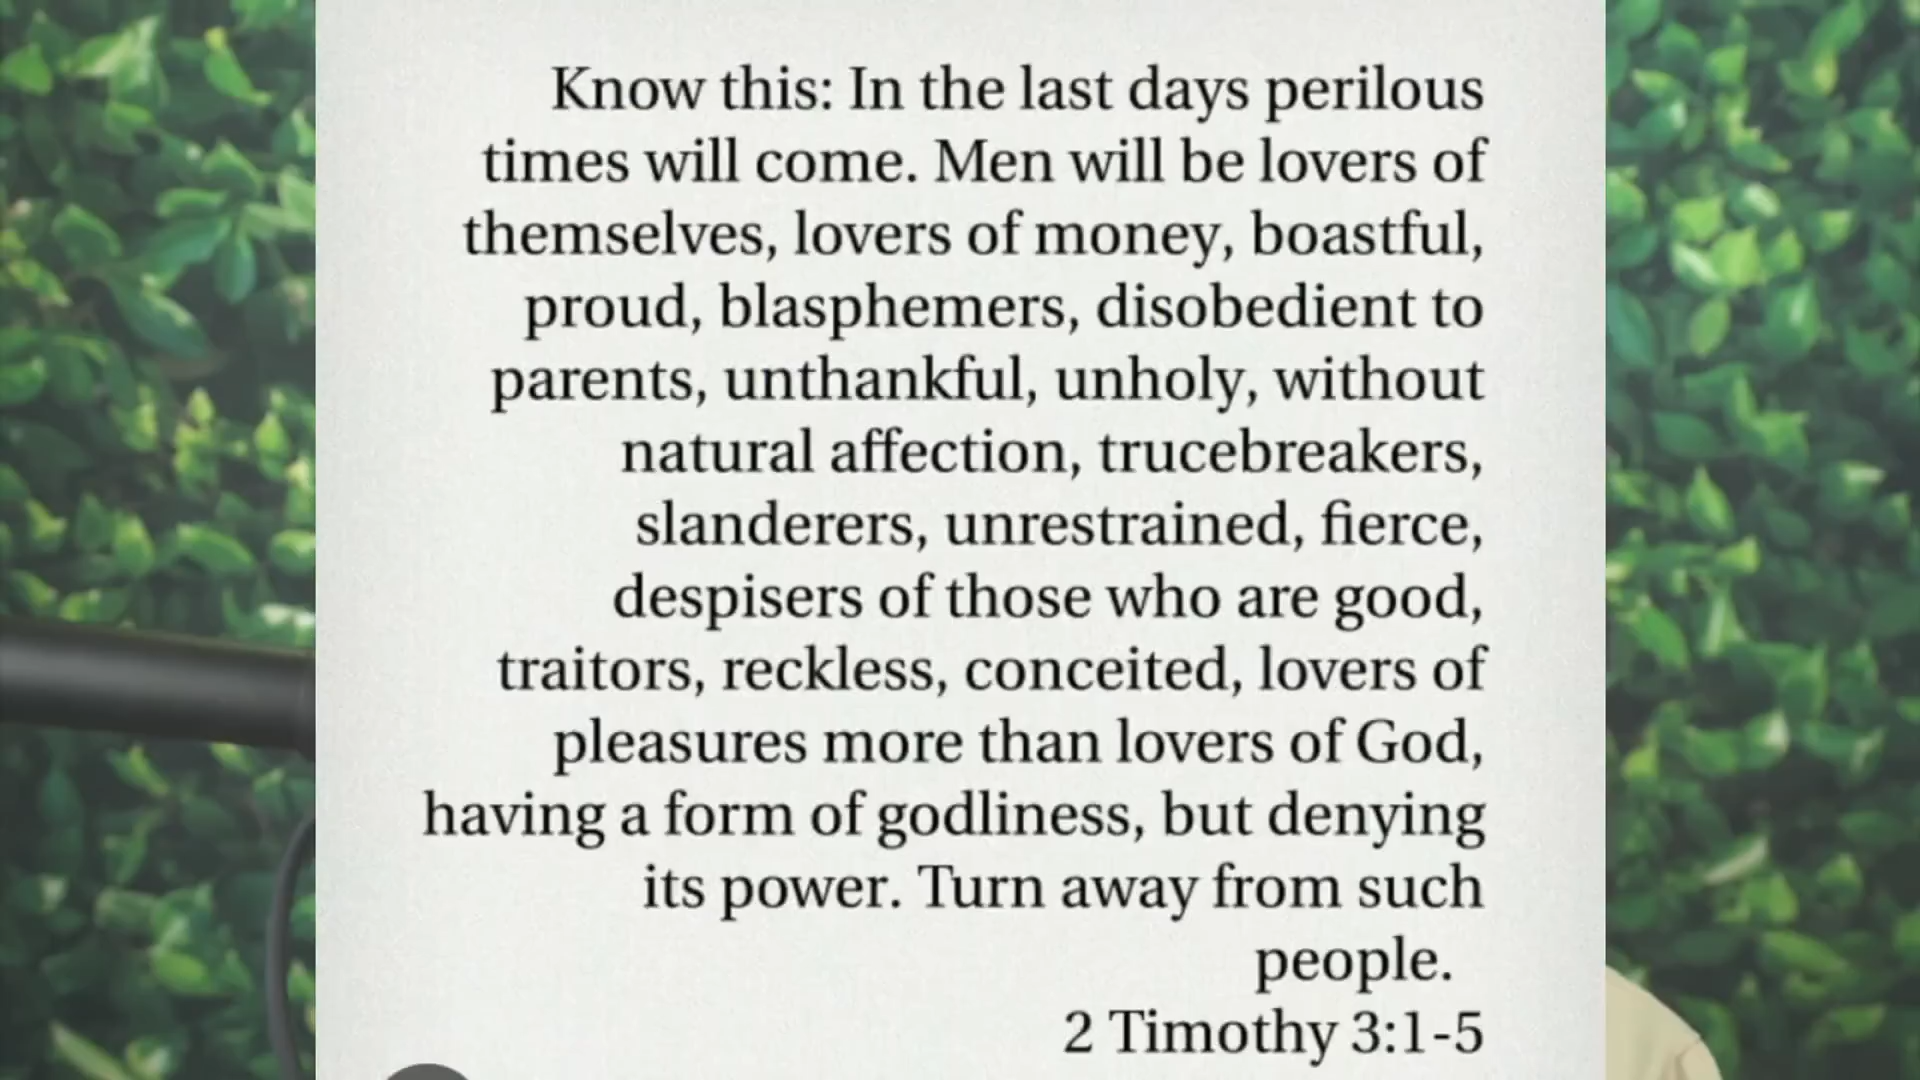 Know this: In the last days perilous
times will come. Men will be lovers of
themselves, lovers of money, boastful,
proud, blasphemers, disobedient to
parents, unthankful, unholy, without
natural affection, trucebreakers,
slanderers, unrestrained, fierce,
despisers of those who are good,
traitors, reckless, conceited, lovers of
pleasures more than lovers of God,
having a form of godliness, but denying
its power. Turn away from such
people.
2 Timothy 3:1-5